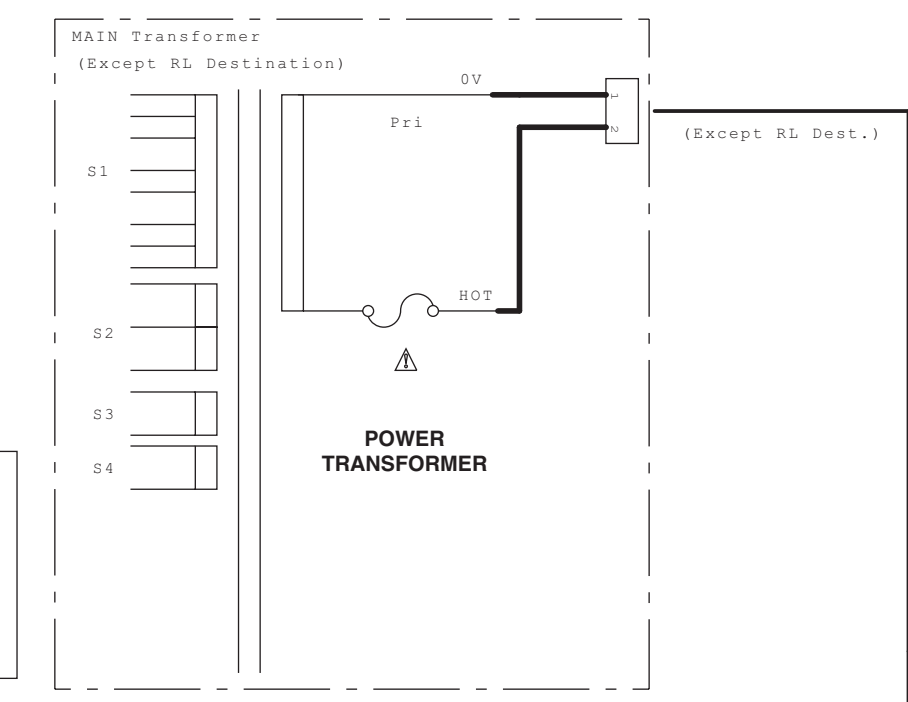 MAIN Transformer
(Except RL Destination)
0V
1
Pri
2
(Except RL Dest.)
S1
HOT
S2
S3
POWER
TRANSFORMER
S4